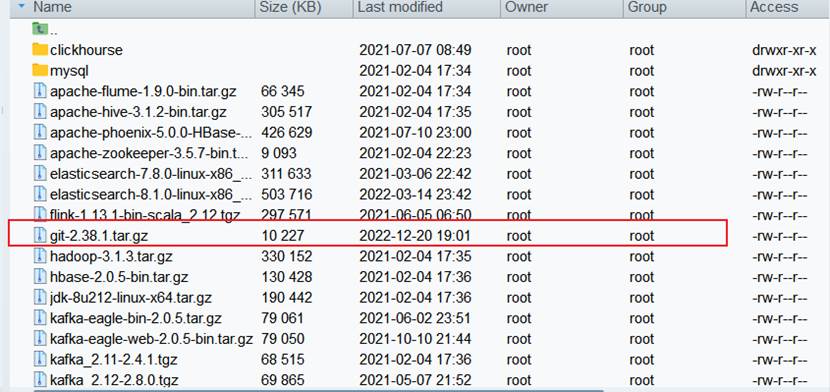 Name Size (KB) Last modified Owner Group Access
..
clickhourse 2021-07-07 08:49 root root drwxr-xr-x
mysql 2021-02-04 17:34 root root drwxr-xr-x
apache-flume-1.9.0-bin.tar.gz 66 345 2021-02-04 17:34 root root -rw-r--r--
apache-hive-3.1.2-bin.tar.gz 305 517 2021-02-04 17:35 root root -rw-r--r--
apache-phoenix-5.0.0-HBase-... 426 629 2021-07-10 23:00 root root -rw-r--r--
apache-zookeeper-3.5.7-bin.t... 9 093 2021-02-04 22:23 root root -rw-r--r--
elasticsearch-7.8.0-linux-x86_... 311 633 2021-03-06 22:42 root root -rw-r--r--
elasticsearch-8.1.0-linux-x86_... 503 716 2022-03-14 23:42 root root -rw-r--r--
flink-1.13.1-bin-scala_2.12.tgz 297 571 2021-06-05 06:50 root root -rw-r--r--
git-2.38.1.tar.gz 10 227 2022-12-20 19:01 root root -rw-r--r--
hadoop-3.1.3.tar.gz 330 152 2021-02-04 17:35 root root -rw-r--r--
hbase-2.0.5-bin.tar.gz 130 428 2021-02-04 17:36 root root -rw-r--r--
jdk-8u212-linux-x64.tar.gz 190 442 2021-02-04 17:36 root root -rw-r--r--
kafka-eagle-bin-2.0.5.tar.gz 79 061 2021-06-02 23:51 root root -rw-r--r--
kafka-eagle-web-2.0.5-bin.tar.gz 79 050 2021-10-10 21:44 root root -rw-r--r--
kafka_2.11-2.4.1.tgz 68 515 2021-02-04 17:36 root root -rw-r--r--
kafka_2.12-2.8.0.tgz 69 865 2021-05-07 21:52 root root -rw-r--r--